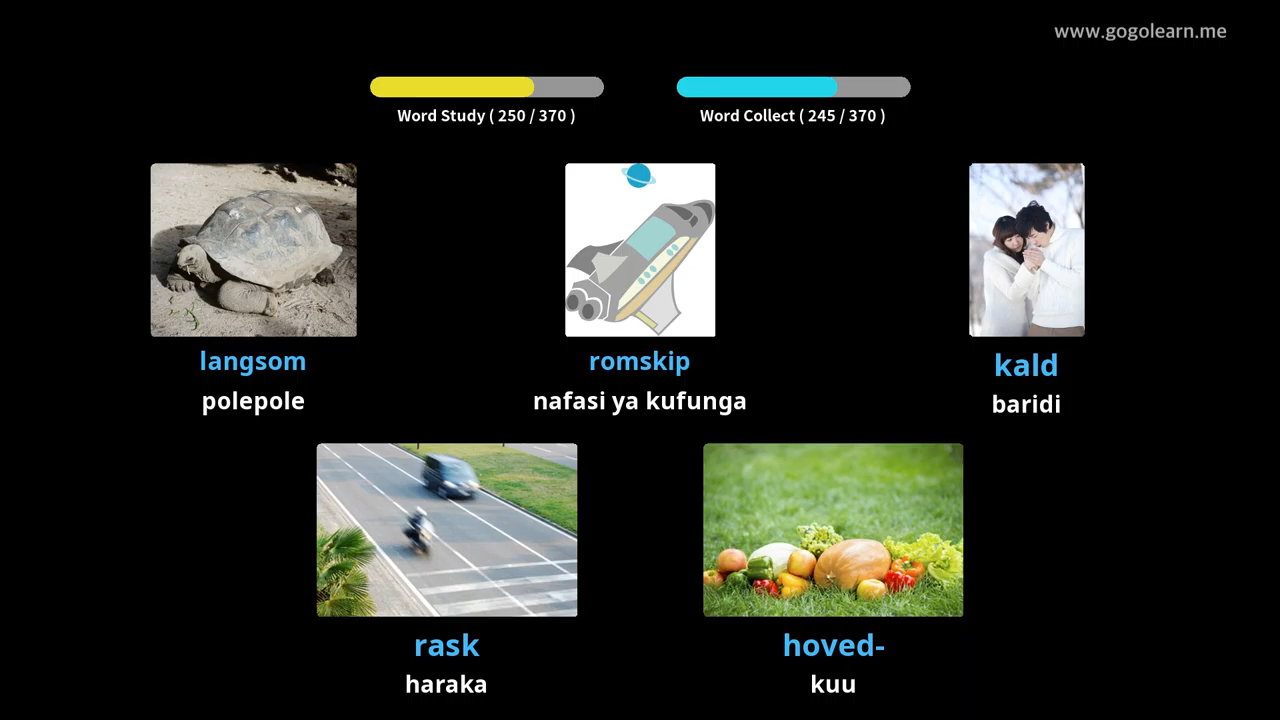 www.gogolearn.me
Word Study ( 250 / 370 )
Word Collect ( 245 / 370 )
langsom
polepole
romskip
nafasi ya kufunga
kald
baridi
rask
haraka
hoved-
kuu